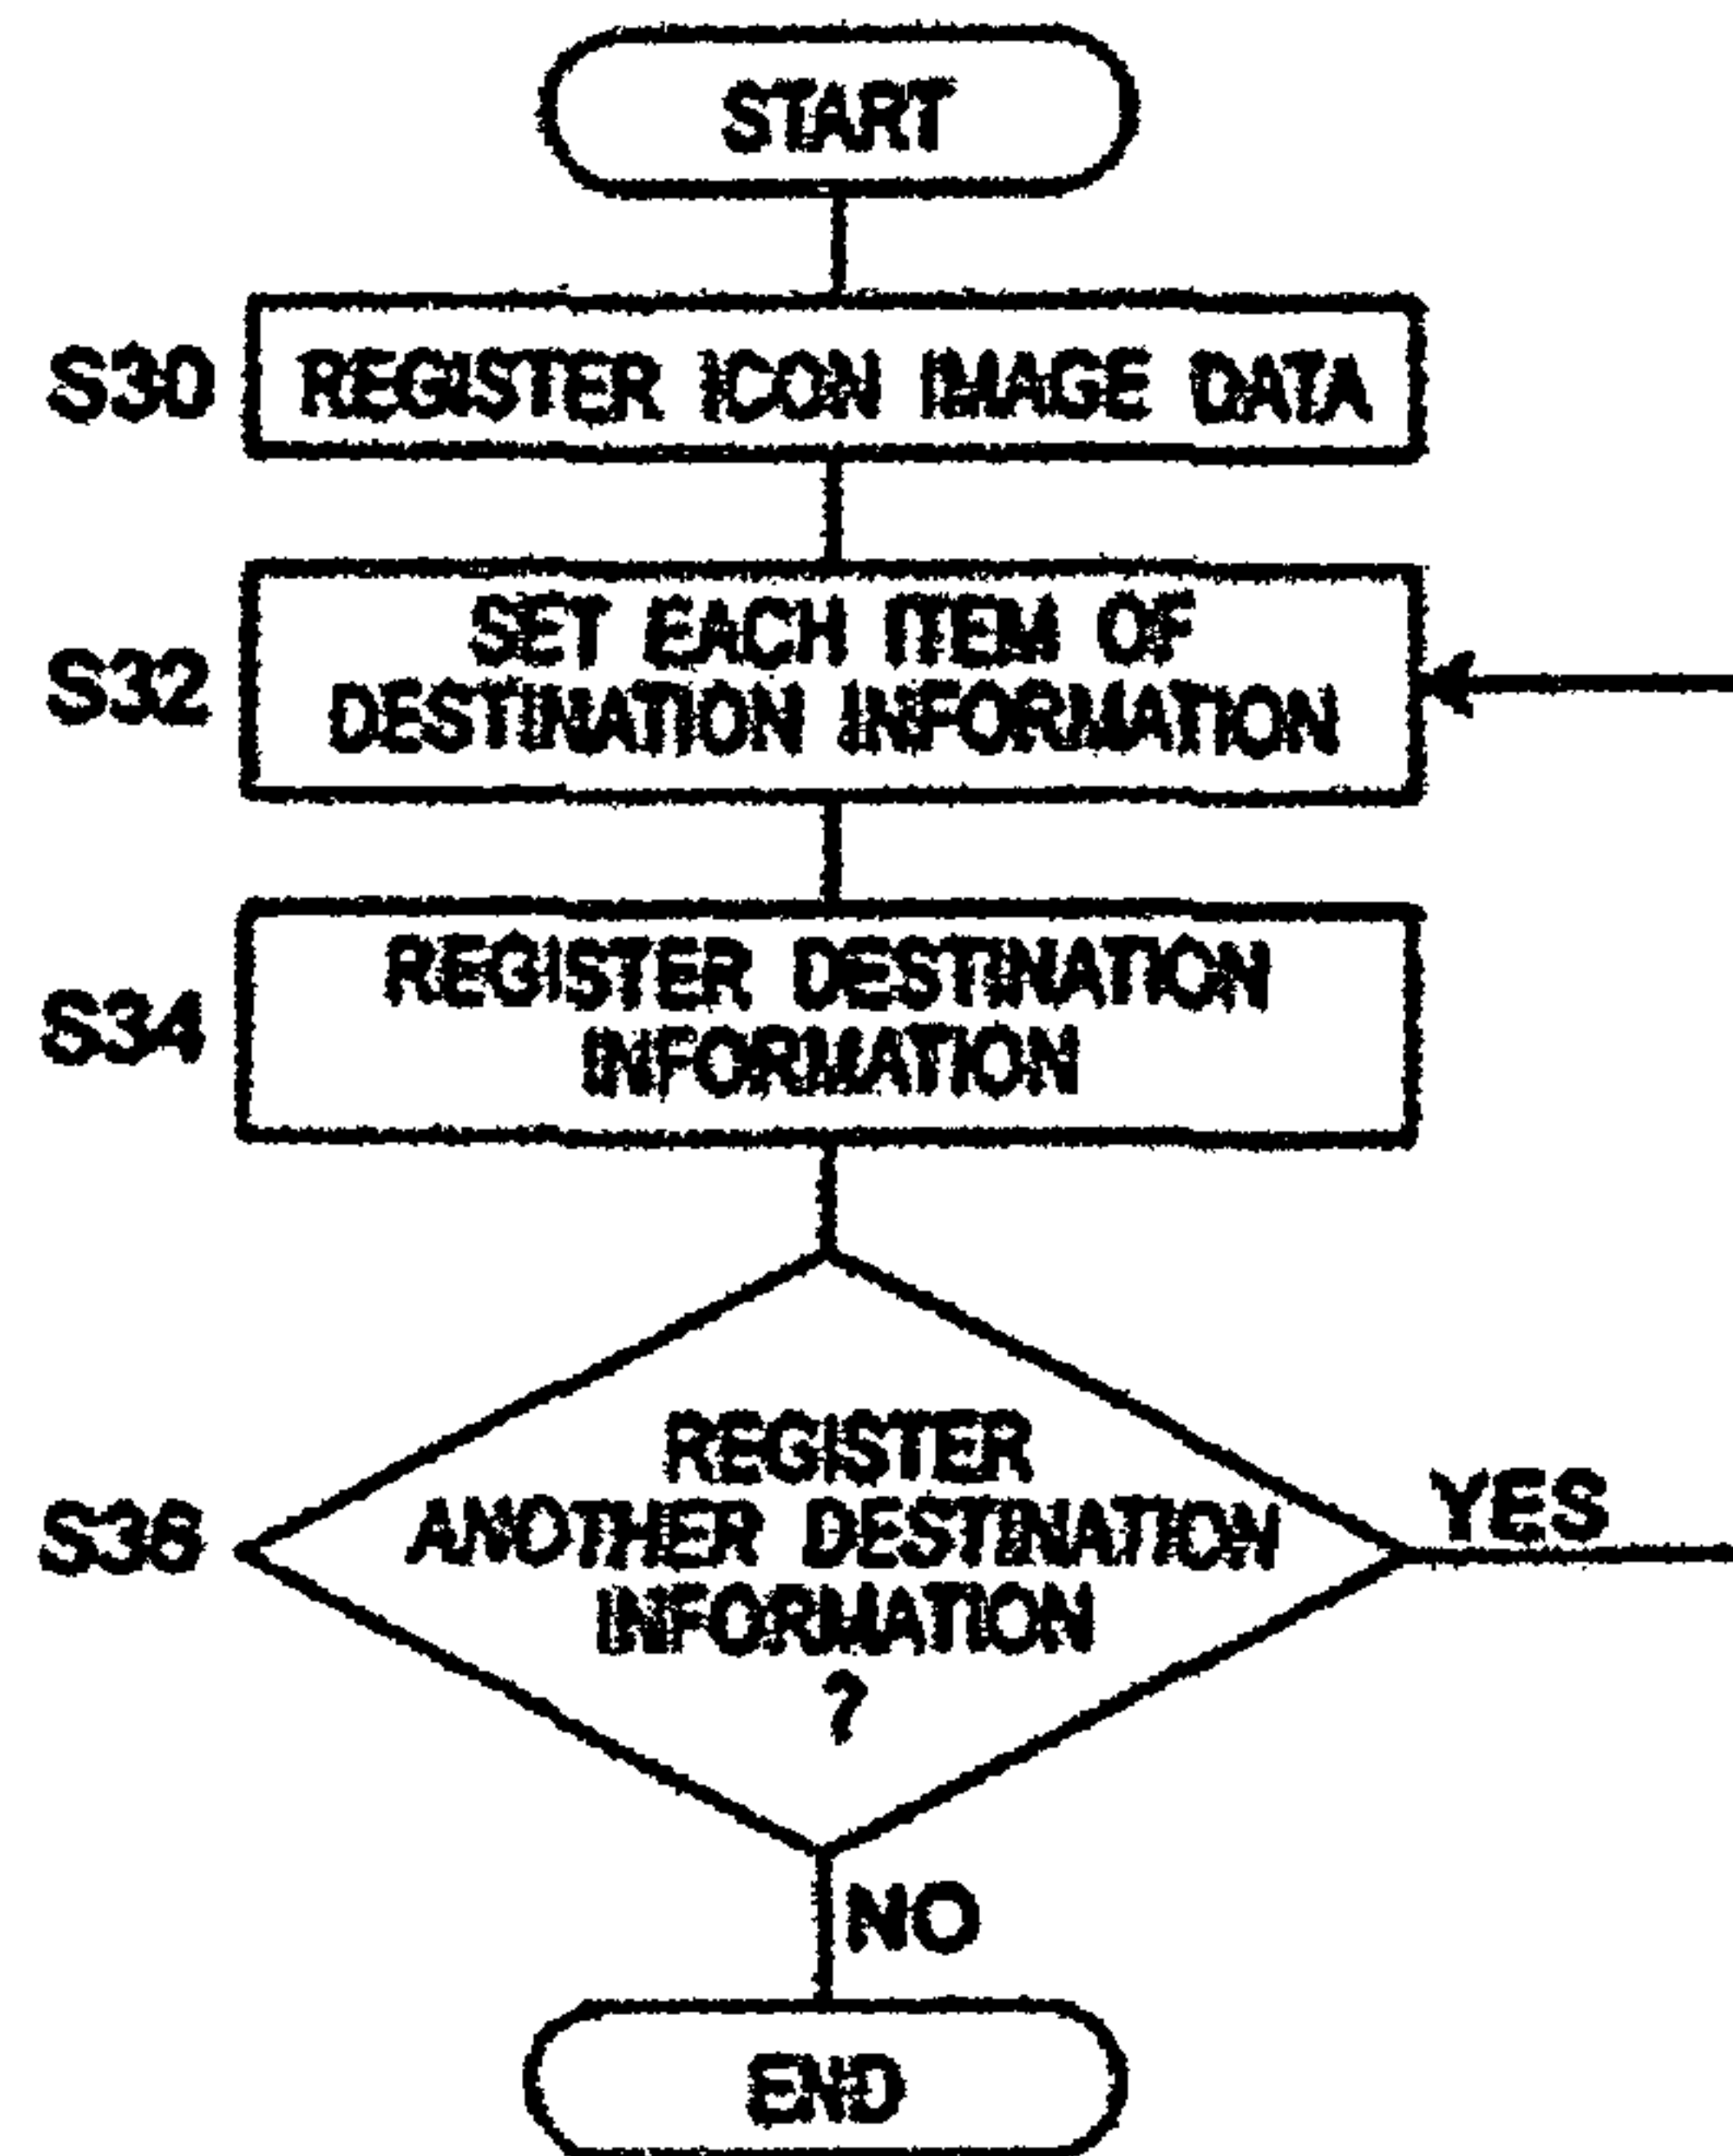 START
S30 REGISTER ICON IMAGE DATA
SET EACH ITEM OF
S32 DESTINATION INFORMATION
REGISTER DESTINATION
S34
INFORMATION
REGISTER
YES
S36 ANOTHER DESTINATION
INFORMATION
?
NO
END